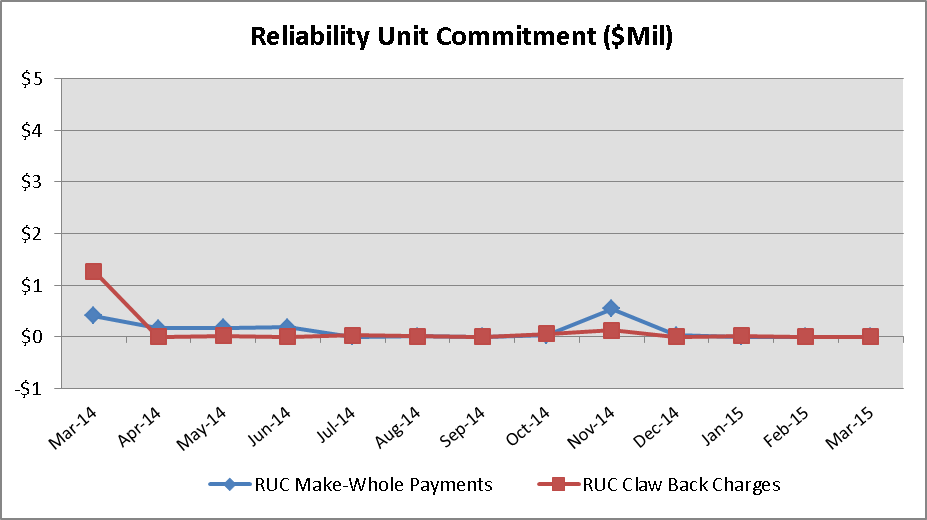 Reliability Unit Commitment ($Mil)
$5
$4
$3
$2
$1
$0
-$1
Mar-14
Apr-14
May-14
Jun-14
Jul-14
Aug-14
Sep-14
Oct-14
Nov-14
Dec-14
Jan-15
Feb-15
Mar-15
RUC Make-Whole Payments
RUC Claw Back Charges